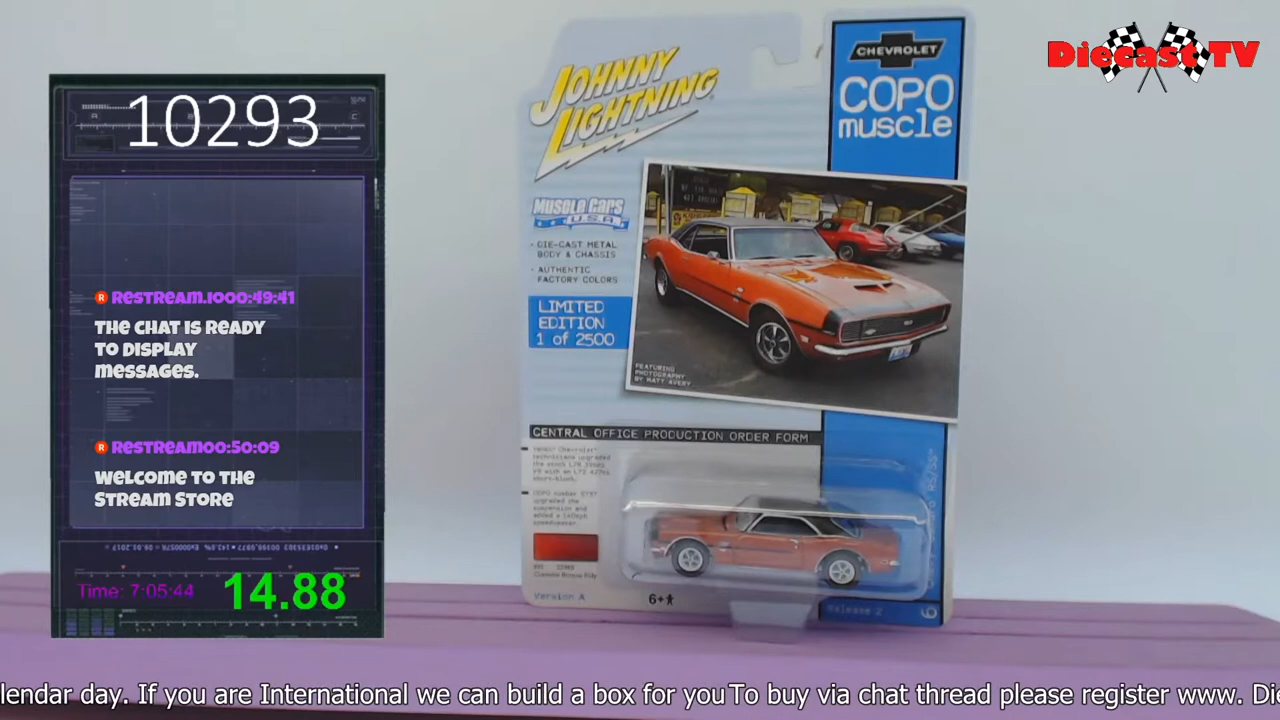 10293
RESTREAM.IO00:49:41
THE CHAT IS READY
TO DISPLAY
MESSAGES.
RESTREAM00:50:09
WELCOME TO THE
STREAM STORE
Time: 7:05:44
14.88
JOHNNY
LIGHTNING
CHEVROLET
COPO
muscle
MUSCLE CARS
USA
- DIE-CAST METAL
BODY & CHASSIS
- AUTHENTIC
FACTORY COLORS
LIMITED
EDITION
1 of 2500
FEATURING
PHOTOGRAPHY
BY MATT AVERY
CENTRAL OFFICE PRODUCTION ORDER FORM
Version A
6+
Release 2
6
Diecast TV
lendar day. If you are International we can build a box for you To buy via chat thread please register www. Die